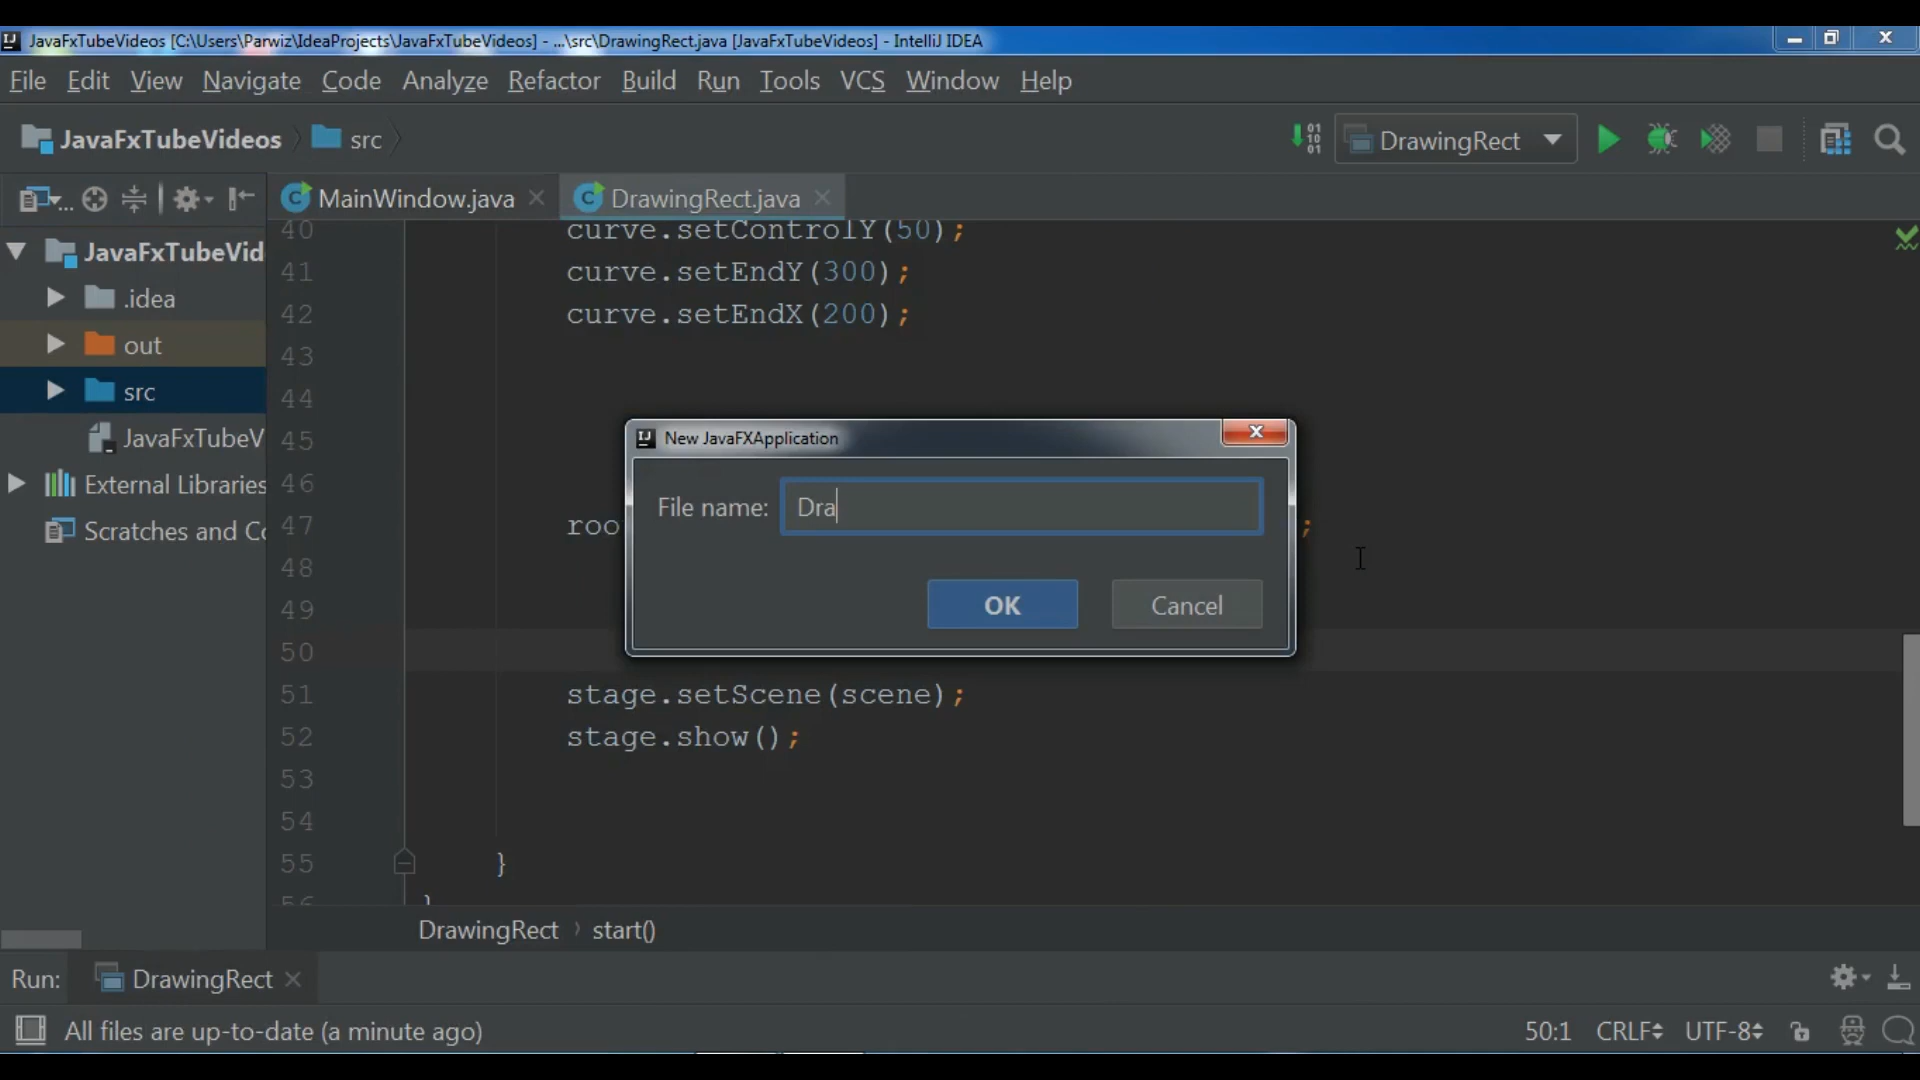 JavaFxTubeVideos [C:\Users\Parwiz\IdeaProjects\JavaFxTubeVideos] - ...\src\DrawingRect.java [JavaFxTubeVideos] - IntelliJ IDEA
File Edit View Navigate Code Analyze Refactor Build Run Tools VCS Window Help
JavaFxTubeVideos src DrawingRect
MainWindow.java DrawingRect.java
JavaFxTubeVid
.idea
out
src
JavaFxTubeV
External Libraries
Scratches and Co
40 curve.setControlY(50);
41 curve.setEndY(300);
42 curve.setEndX(200);
43
44
45
46
47 roo ;
48
49
50
51 stage.setScene(scene);
52 stage.show();
53
54
55 }
56 }
New JavaFXApplication
File name: Dra
OK Cancel
DrawingRect start()
Run: DrawingRect
All files are up-to-date (a minute ago) 50:1 CRLF UTF-8